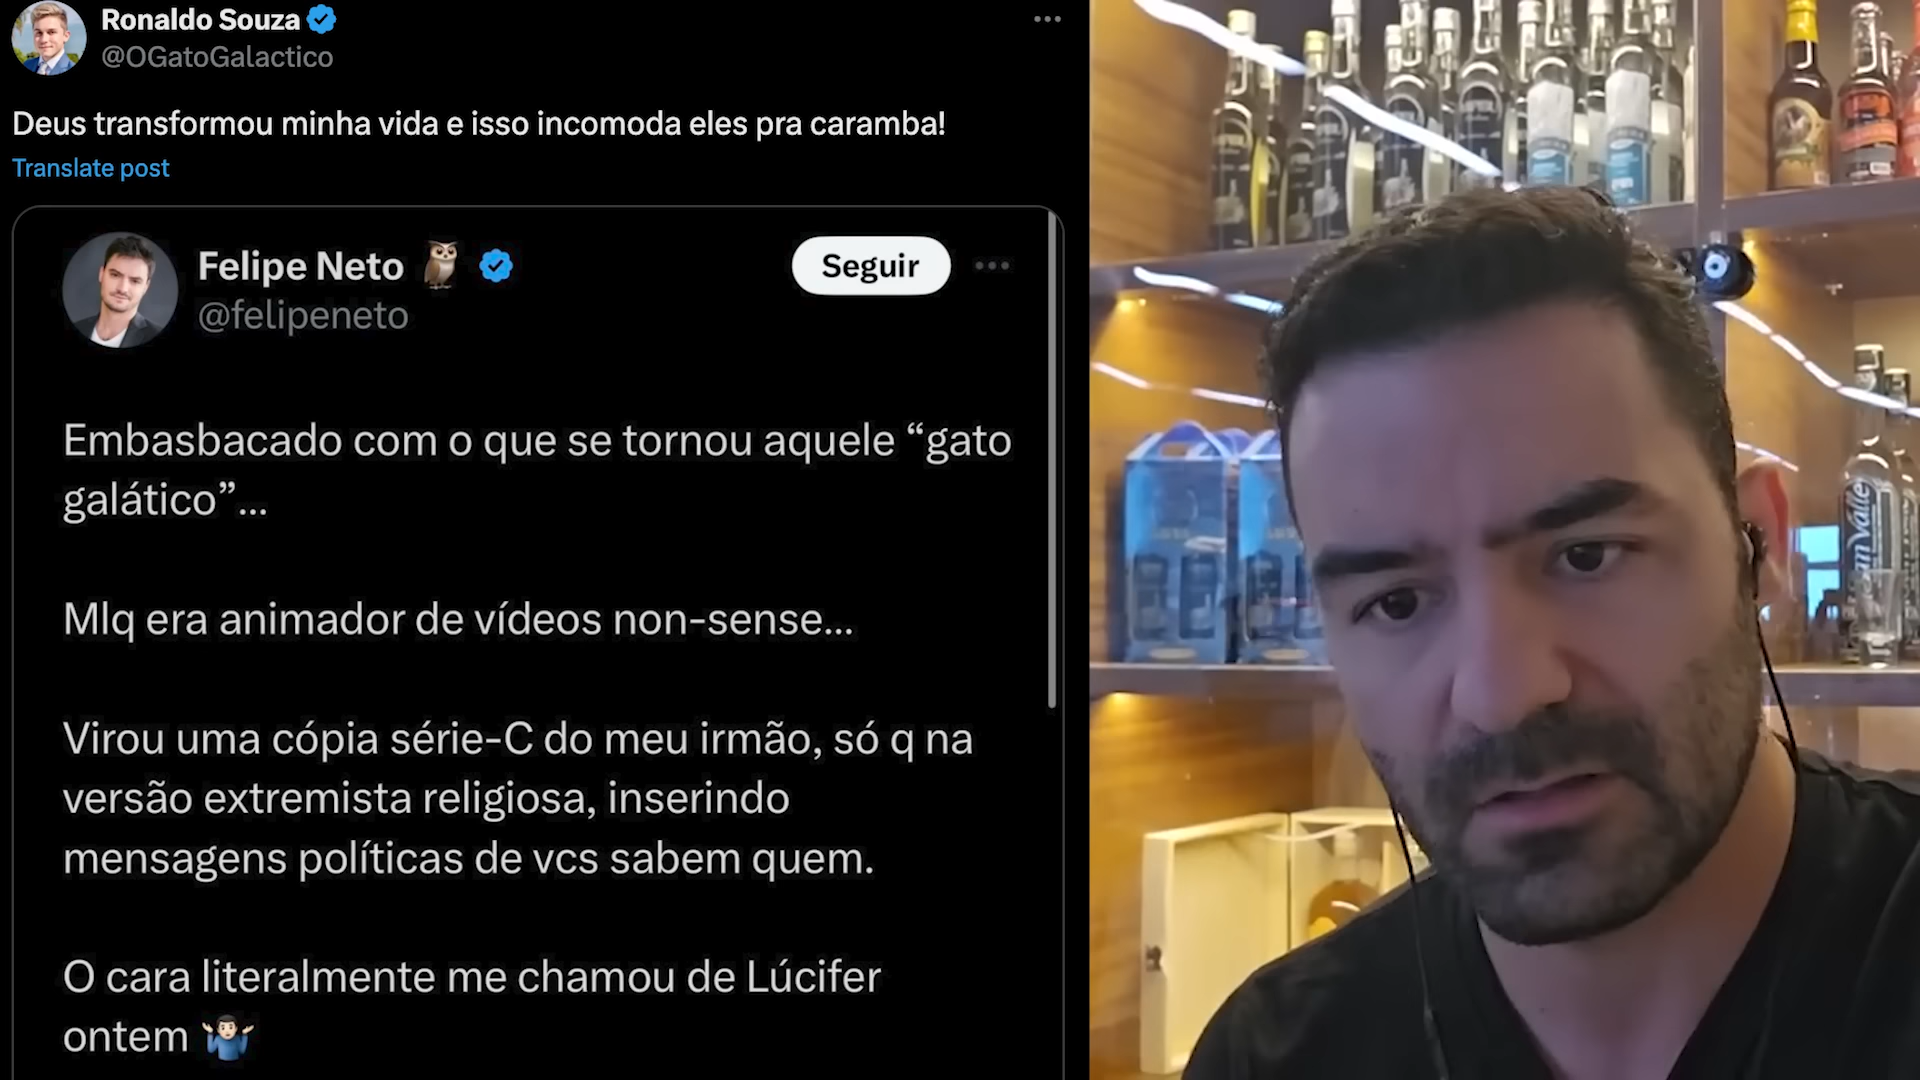 Ronaldo Souza
@OGatoGalactico
Deus transformou minha vida e isso incomoda eles pra caramba!
Translate post
Felipe Neto
@felipeneto
Seguir
Embasbacado com o que se tornou aquele “gato
galático”...
Mlq era animador de vídeos non-sense...
Virou uma cópia série-C do meu irmão, só q na
versão extremista religiosa, inserindo
mensagens políticas de vcs sabem quem.
O cara literalmente me chamou de Lúcifer
ontem